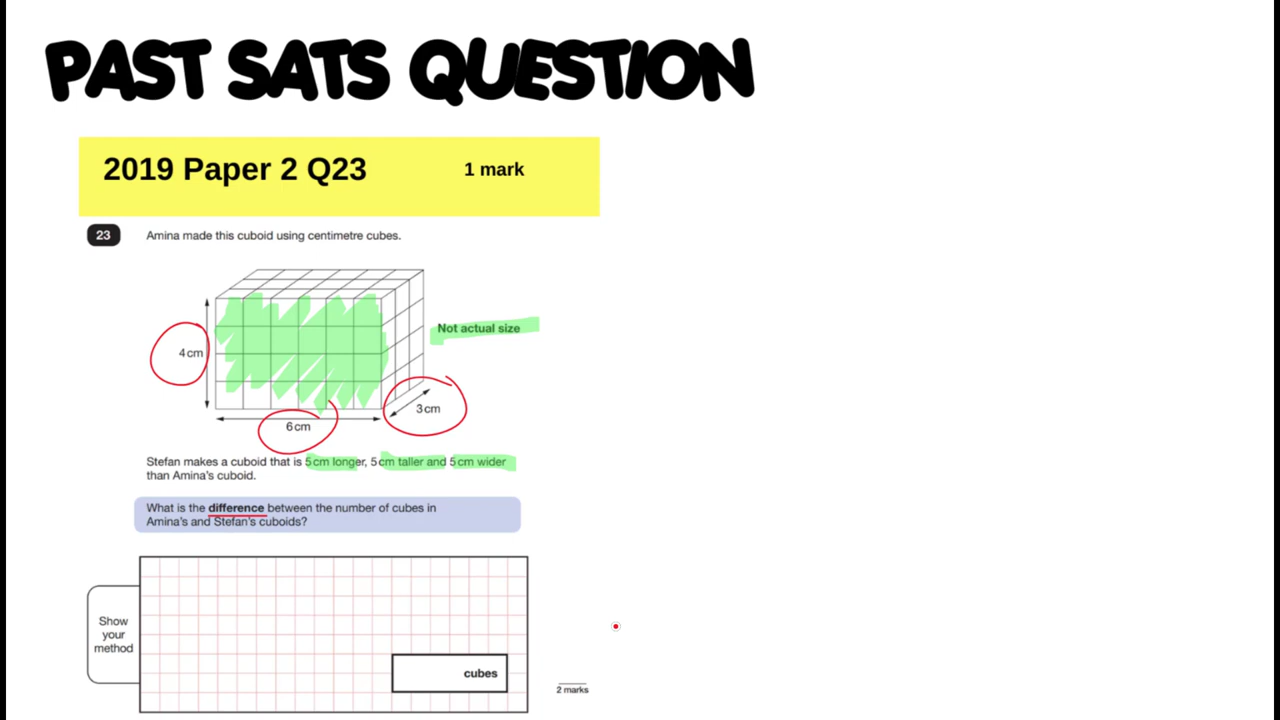 PAST SATS QUESTION
2019 Paper 2 Q23 1 mark
23 Amina made this cuboid using centimetre cubes.
Not actual size
4 cm
3 cm
6 cm
Stefan makes a cuboid that is 5 cm longer, 5 cm taller and 5 cm wider
than Amina's cuboid.
What is the difference between the number of cubes in
Amina's and Stefan's cuboids?
Show
your
method
cubes
2 marks